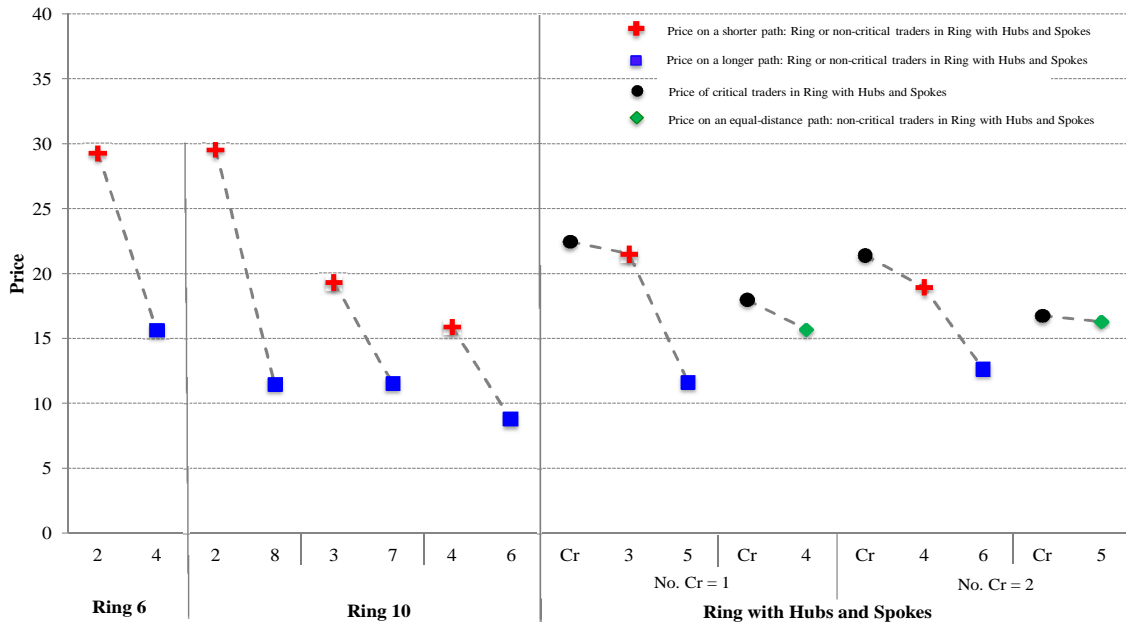 40
35
30
25
20
15
10
5
0
Price
Price on a shorter path: Ring or non-critical traders in Ring with Hubs and Spokes
Price on a longer path: Ring or non-critical traders in Ring with Hubs and Spokes
Price of critical traders in Ring with Hubs and Spokes
Price on an equal-distance path: non-critical traders in Ring with Hubs and Spokes
2 4 2 8 3 7 4 6 Cr 3 5 Cr 4 Cr 4 6 Cr 5
No. Cr = 1 No. Cr = 2
Ring 6 Ring 10 Ring with Hubs and Spokes